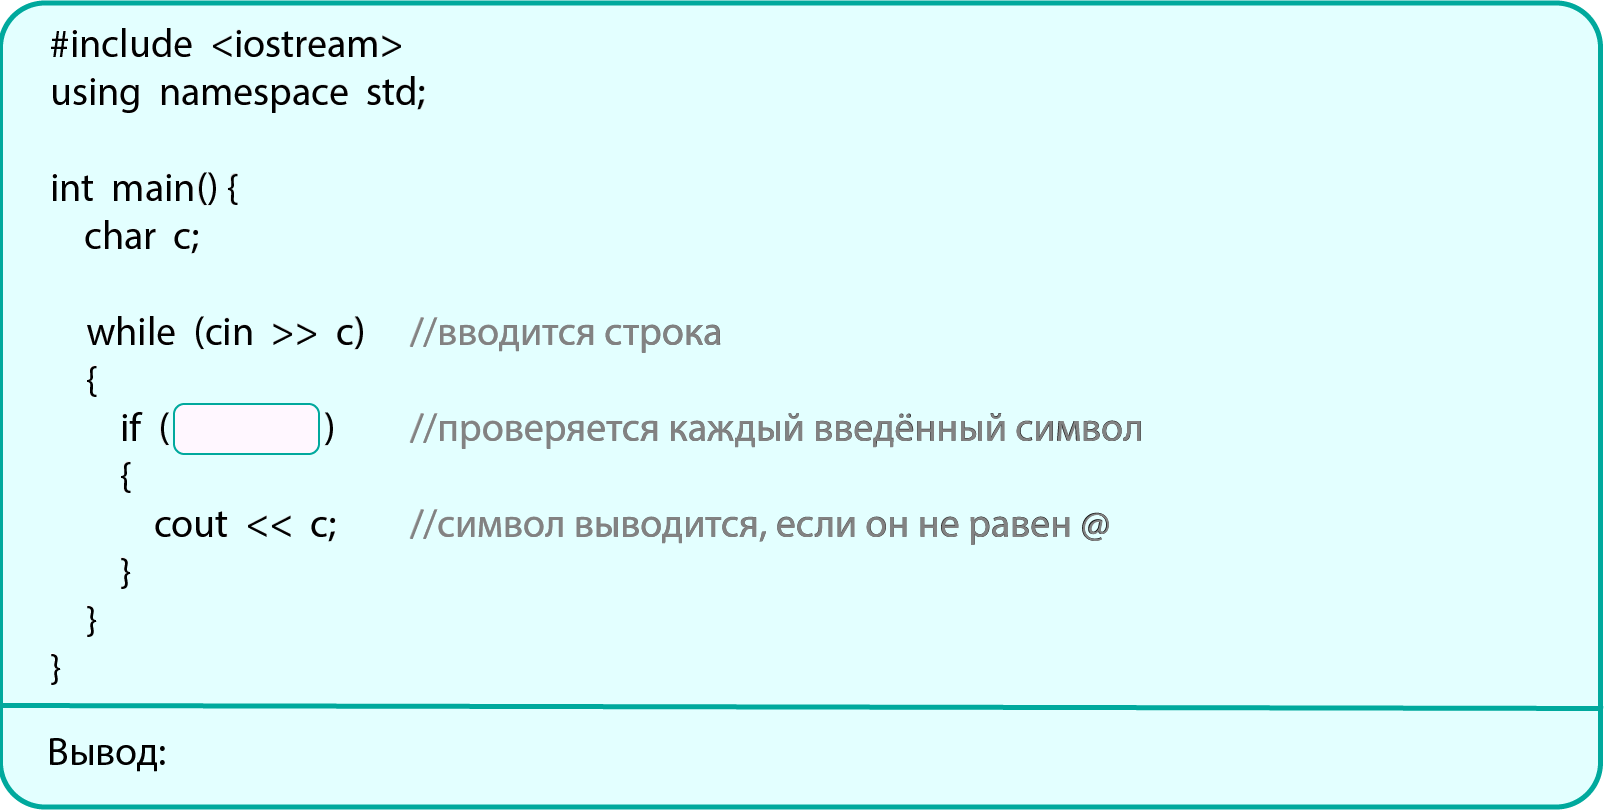 #include <iostream>
using namespace std;
int main() {
char c;
while (cin >> c) //вводится строка
{
if ( ) //проверяется каждый введённый символ
{
cout << c; //символ выводится, если он не равен @
}
}
}
Вывод: